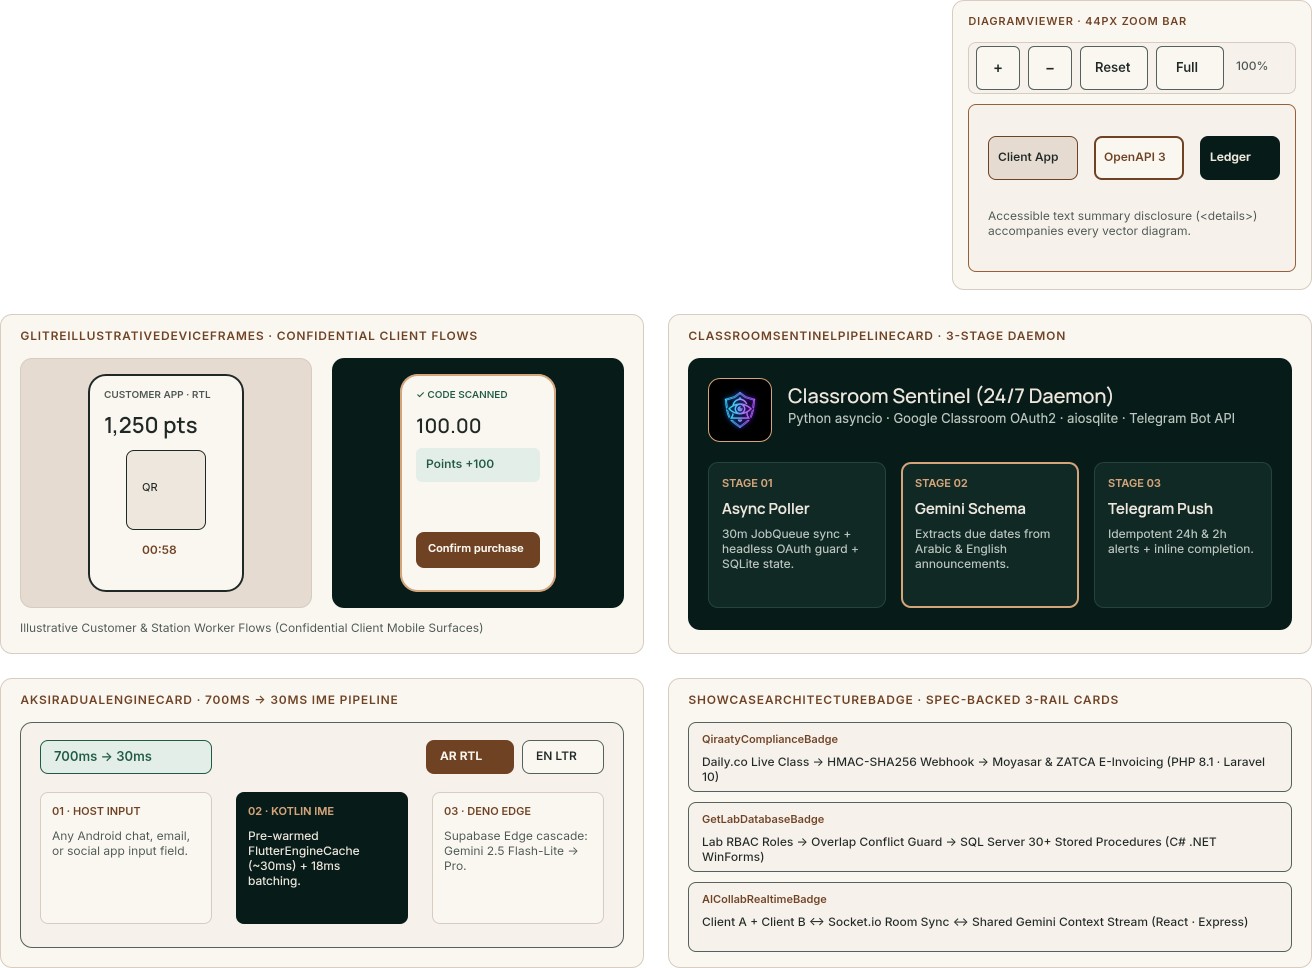 DIAGRAMVIEWER · 44PX ZOOM BAR
+
−
Reset
Full
100%
Client App
OpenAPI 3
Ledger
Accessible text summary disclosure (<details>)
accompanies every vector diagram.
GLITREILLUSTRATIVEDEVICEFRAMES · CONFIDENTIAL CLIENT FLOWS
CUSTOMER APP · RTL
1,250 pts
QR
00:58
✓ CODE SCANNED
100.00
Points +100
Confirm purchase
Illustrative Customer & Station Worker Flows (Confidential Client Mobile Surfaces)
CLASSROOMSENTINELPIPELINECARD · 3-STAGE DAEMON
Classroom Sentinel (24/7 Daemon)
Python asyncio · Google Classroom OAuth2 · aiosqlite · Telegram Bot API
STAGE 01
Async Poller
30m JobQueue sync +
headless OAuth guard +
SQLite state.
STAGE 02
Gemini Schema
Extracts due dates from
Arabic & English
announcements.
STAGE 03
Telegram Push
Idempotent 24h & 2h
alerts + inline completion.
AKSIRADUALENGINECARD · 700MS → 30MS IME PIPELINE
700ms → 30ms
AR RTL
EN LTR
01 · HOST INPUT
Any Android chat, email,
or social app input field.
02 · KOTLIN IME
Pre-warmed
FlutterEngineCache
(~30ms) + 18ms
batching.
03 · DENO EDGE
Supabase Edge cascade:
Gemini 2.5 Flash-Lite →
Pro.
SHOWCASEARCHITECTUREBADGE · SPEC-BACKED 3-RAIL CARDS
QiraatyComplianceBadge
Daily.co Live Class → HMAC-SHA256 Webhook → Moyasar & ZATCA E-Invoicing (PHP 8.1 · Laravel
10)
GetLabDatabaseBadge
Lab RBAC Roles → Overlap Conflict Guard → SQL Server 30+ Stored Procedures (C# .NET
WinForms)
AICollabRealtimeBadge
Client A + Client B ↔ Socket.io Room Sync ↔ Shared Gemini Context Stream (React · Express)